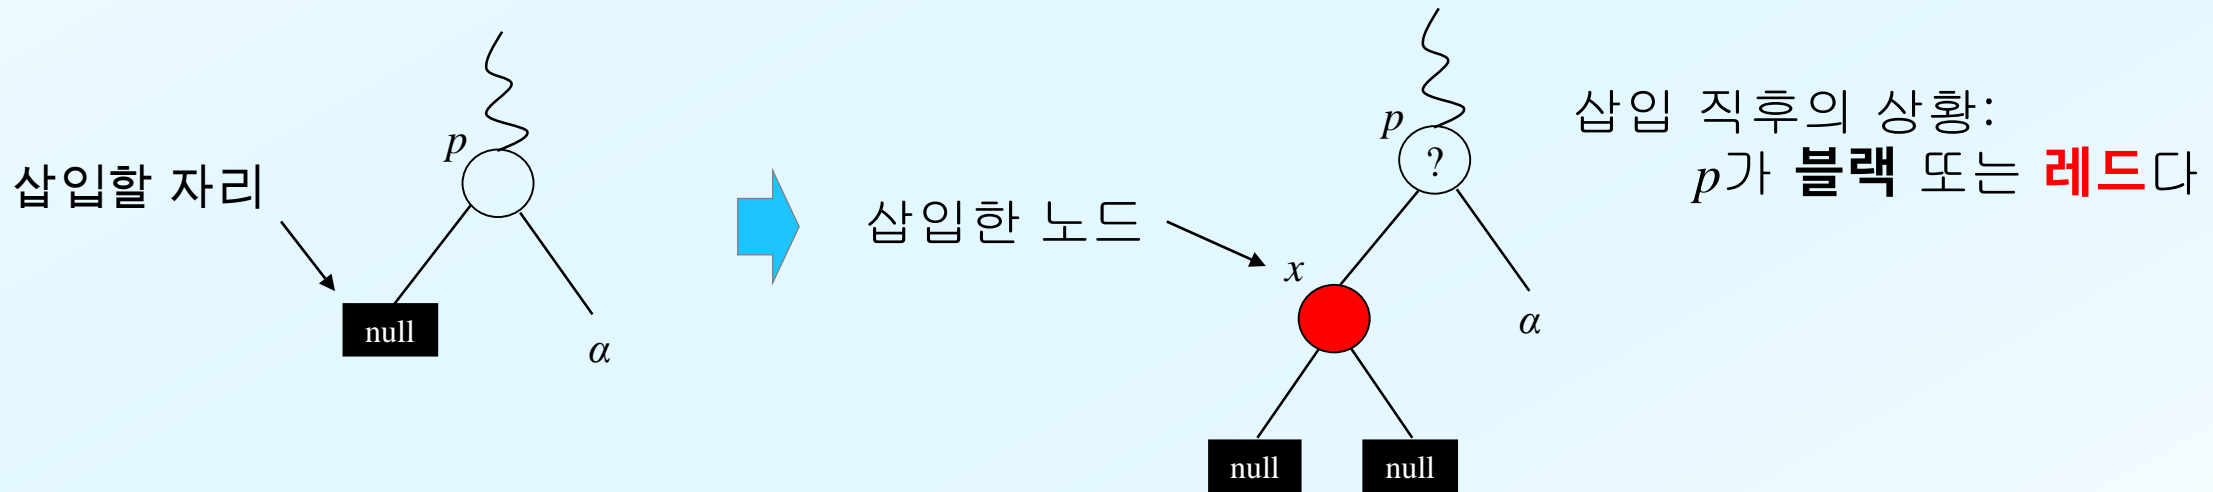 삽입할 자리
p
null
α
삽입한 노드
p
?
x
α
null
null
삽입 직후의 상황:
p가 블랙 또는 레드다